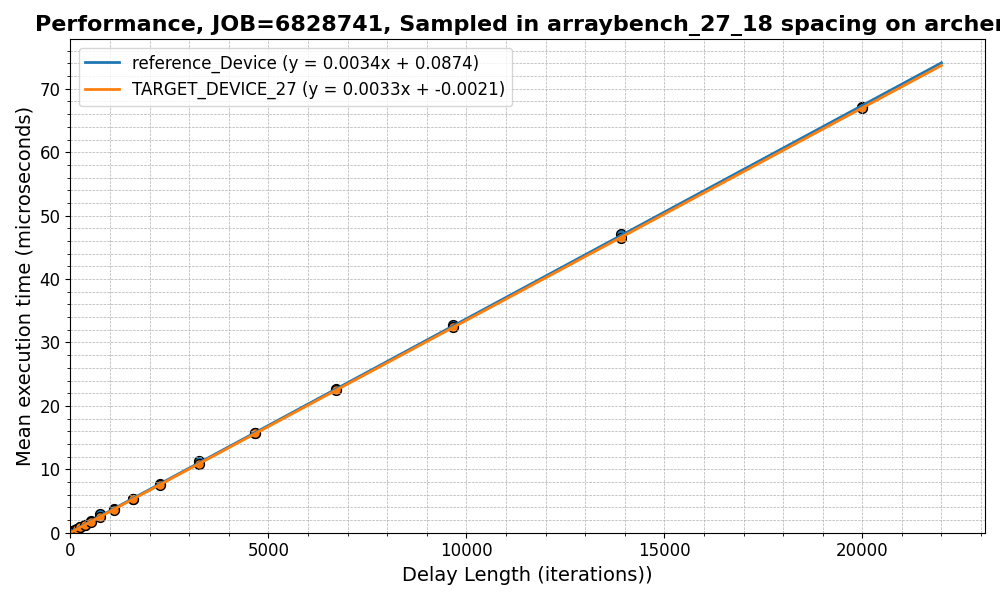 Performance, JOB=6828741, Sampled in arraybench_27_18 spacing on archer
reference_Device (y = 0.0034x + 0.0874)
TARGET_DEVICE_27 (y = 0.0033x + -0.0021)
Mean execution time (microseconds)
70
60
50
40
30
20
10
0
0 5000 10000 15000 20000
Delay Length (iterations))